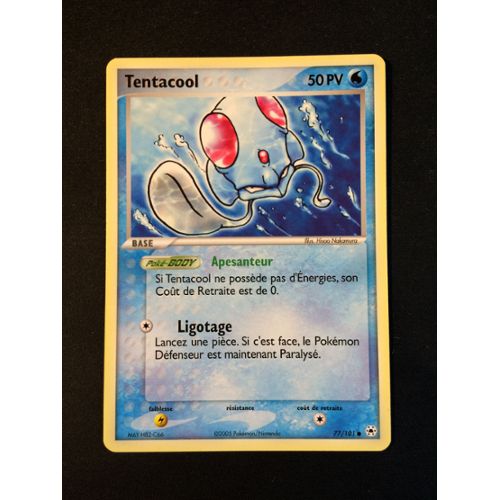 Tentacool 50 PV
BASE
Illus. Hisao Nakamura
Poké-BODY Apesanteur
Si Tentacool ne possède pas d'Énergies, son
Coût de Retraite est de 0.
Ligotage
Lancez une pièce. Si c'est face, le Pokémon
Défenseur est maintenant Paralysé.
faiblesse résistance coût de retraite
©2005 Pokémon/Nintendo 77/101